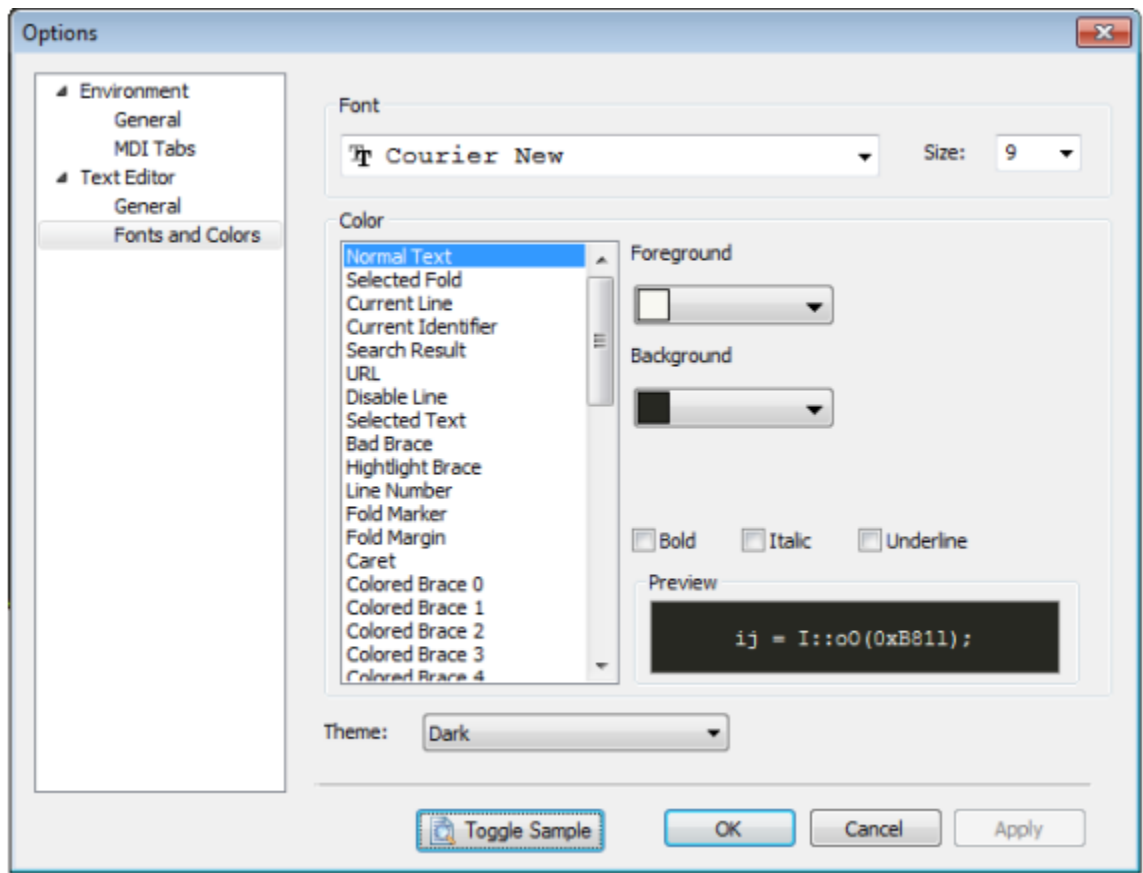 Options
Environment
General
MDI Tabs
Text Editor
General
Fonts and Colors
Font
Courier New
Size: 9
Color
Normal Text
Selected Fold
Current Line
Current Identifier
Search Result
URL
Disable Line
Selected Text
Bad Brace
Hightlight Brace
Line Number
Fold Marker
Fold Margin
Caret
Colored Brace 0
Colored Brace 1
Colored Brace 2
Colored Brace 3
Colored Brace 4
Foreground
Background
Bold Italic Underline
Preview
ij = I::oO(0xB81l);
Theme: Dark
Toggle Sample OK Cancel Apply